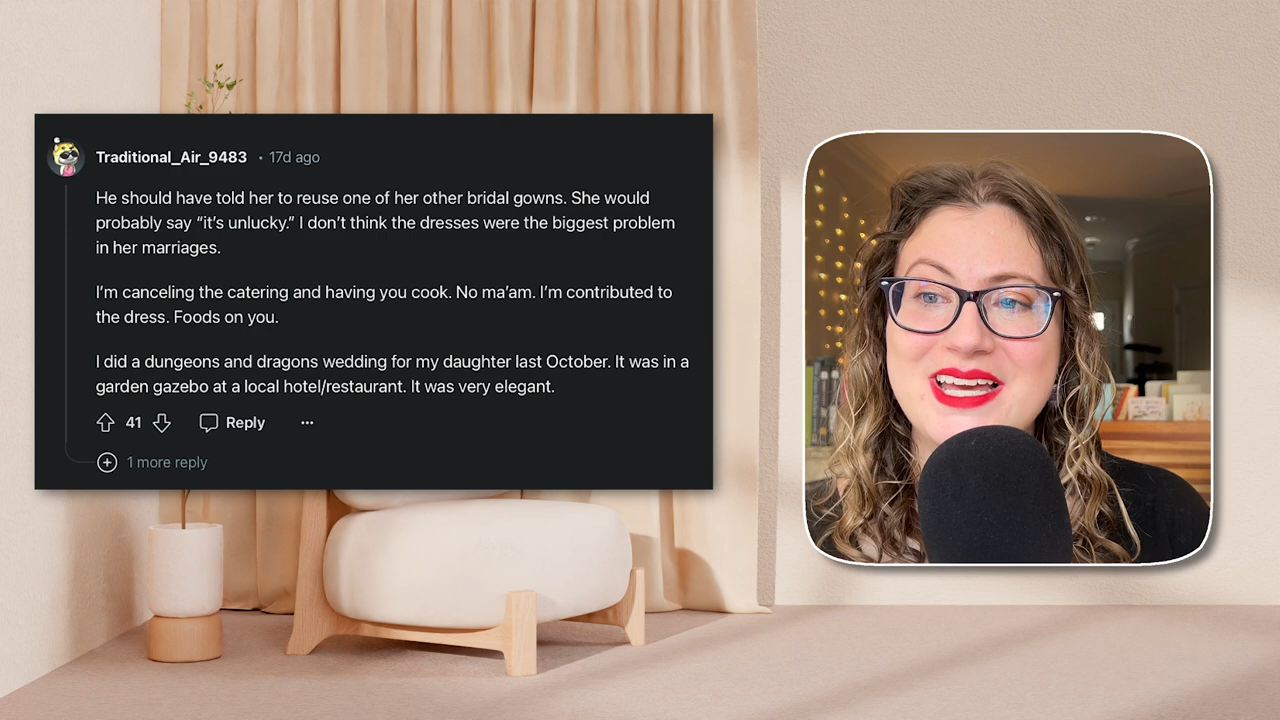 Traditional_Air_9483 • 17d ago
He should have told her to reuse one of her other bridal gowns. She would
probably say “it’s unlucky.” I don’t think the dresses were the biggest problem
in her marriages.
I’m canceling the catering and having you cook. No ma’am. I’m contributed to
the dress. Foods on you.
I did a dungeons and dragons wedding for my daughter last October. It was in a
garden gazebo at a local hotel/restaurant. It was very elegant.
41 Reply
1 more reply